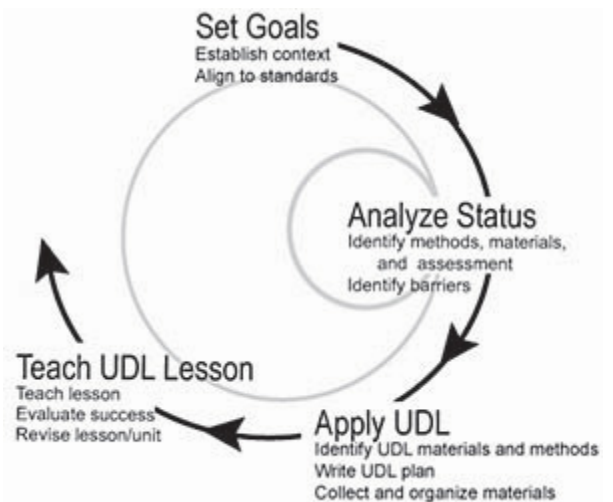 Set Goals
Establish context
Align to standards
Analyze Status
Identify methods, materials,
and assessment
Identify barriers
Apply UDL
Identify UDL materials and methods
Write UDL plan
Collect and organize materials
Teach UDL Lesson
Teach lesson
Evaluate success
Revise lesson/unit